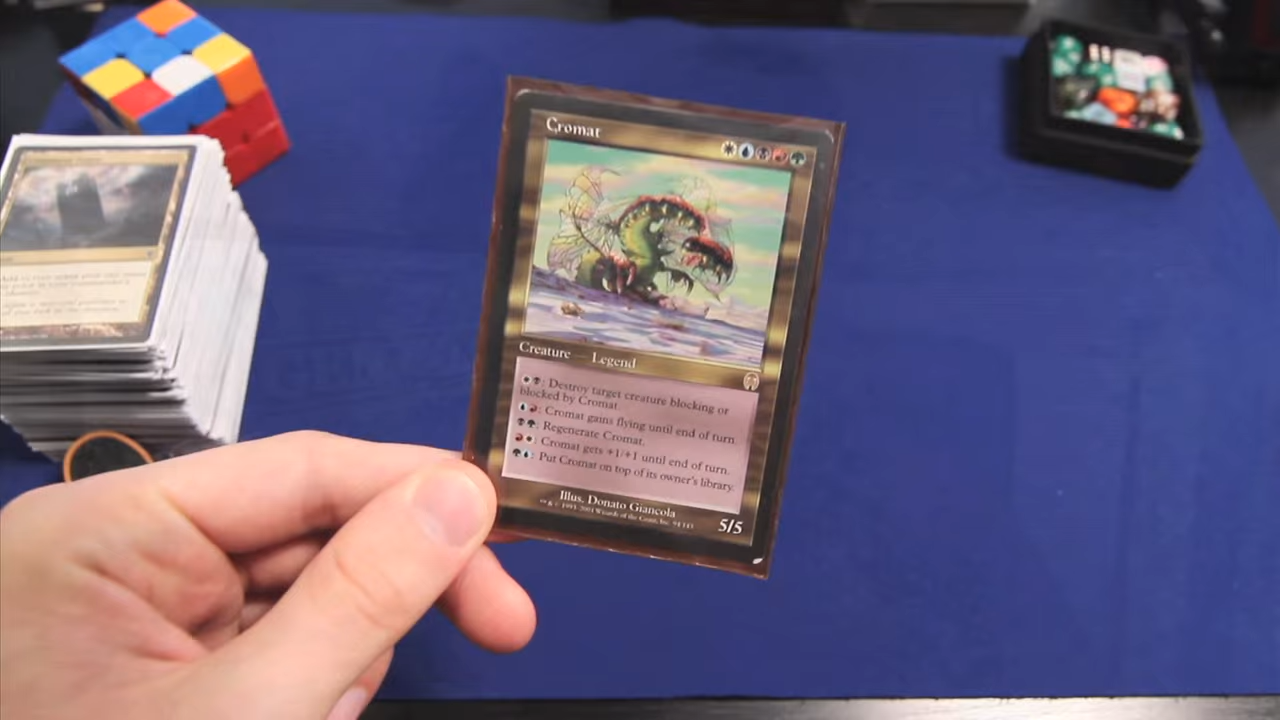 Cromat
Creature — Legend
: Destroy target creature blocking or
blocked by Cromat.
: Cromat gains flying until end of turn.
: Regenerate Cromat.
: Cromat gets +1/+1 until end of turn.
: Put Cromat on top of its owner's library.
Illus. Donato Giancola
5/5